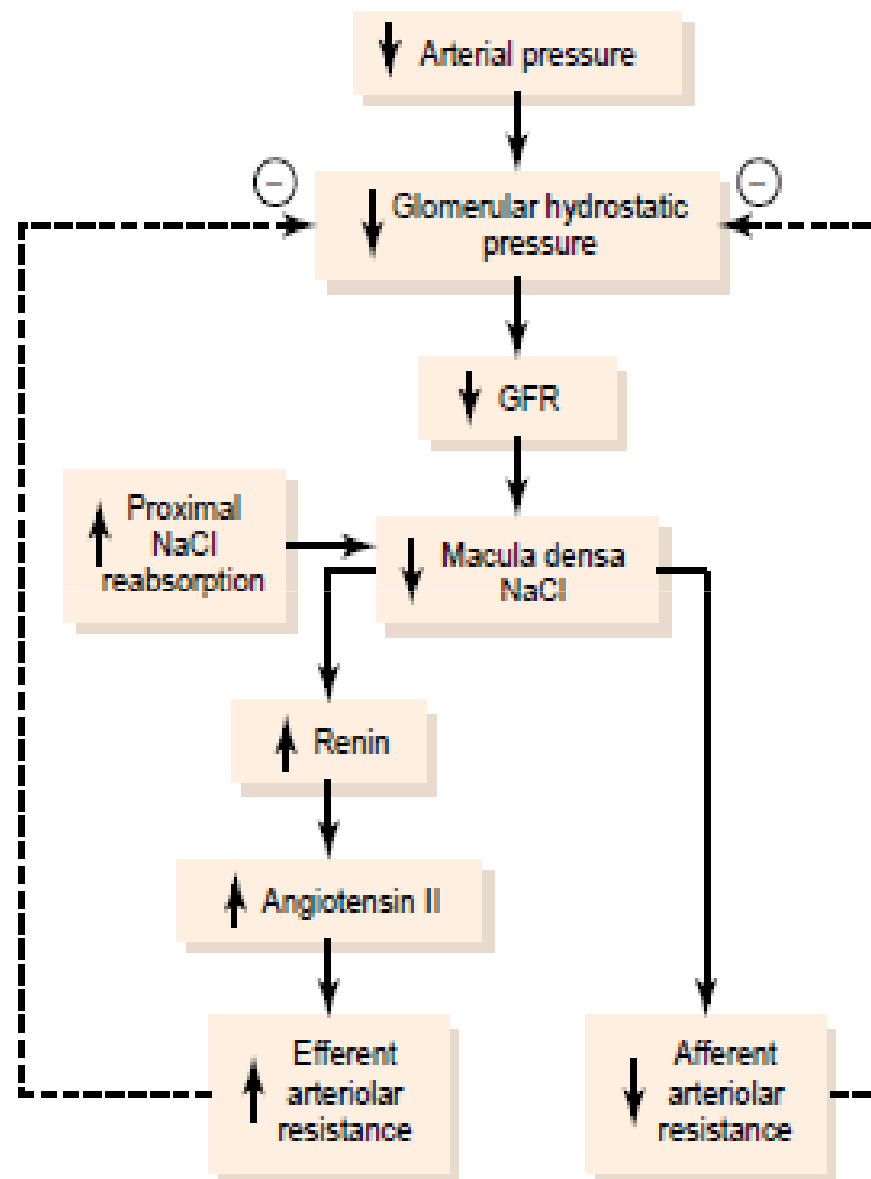 Arterial pressure
−
−
Glomerular hydrostatic
pressure
GFR
Proximal
NaCl
reabsorption
Macula densa
NaCl
Renin
Angiotensin II
Efferent
arteriolar
resistance
Afferent
arteriolar
resistance